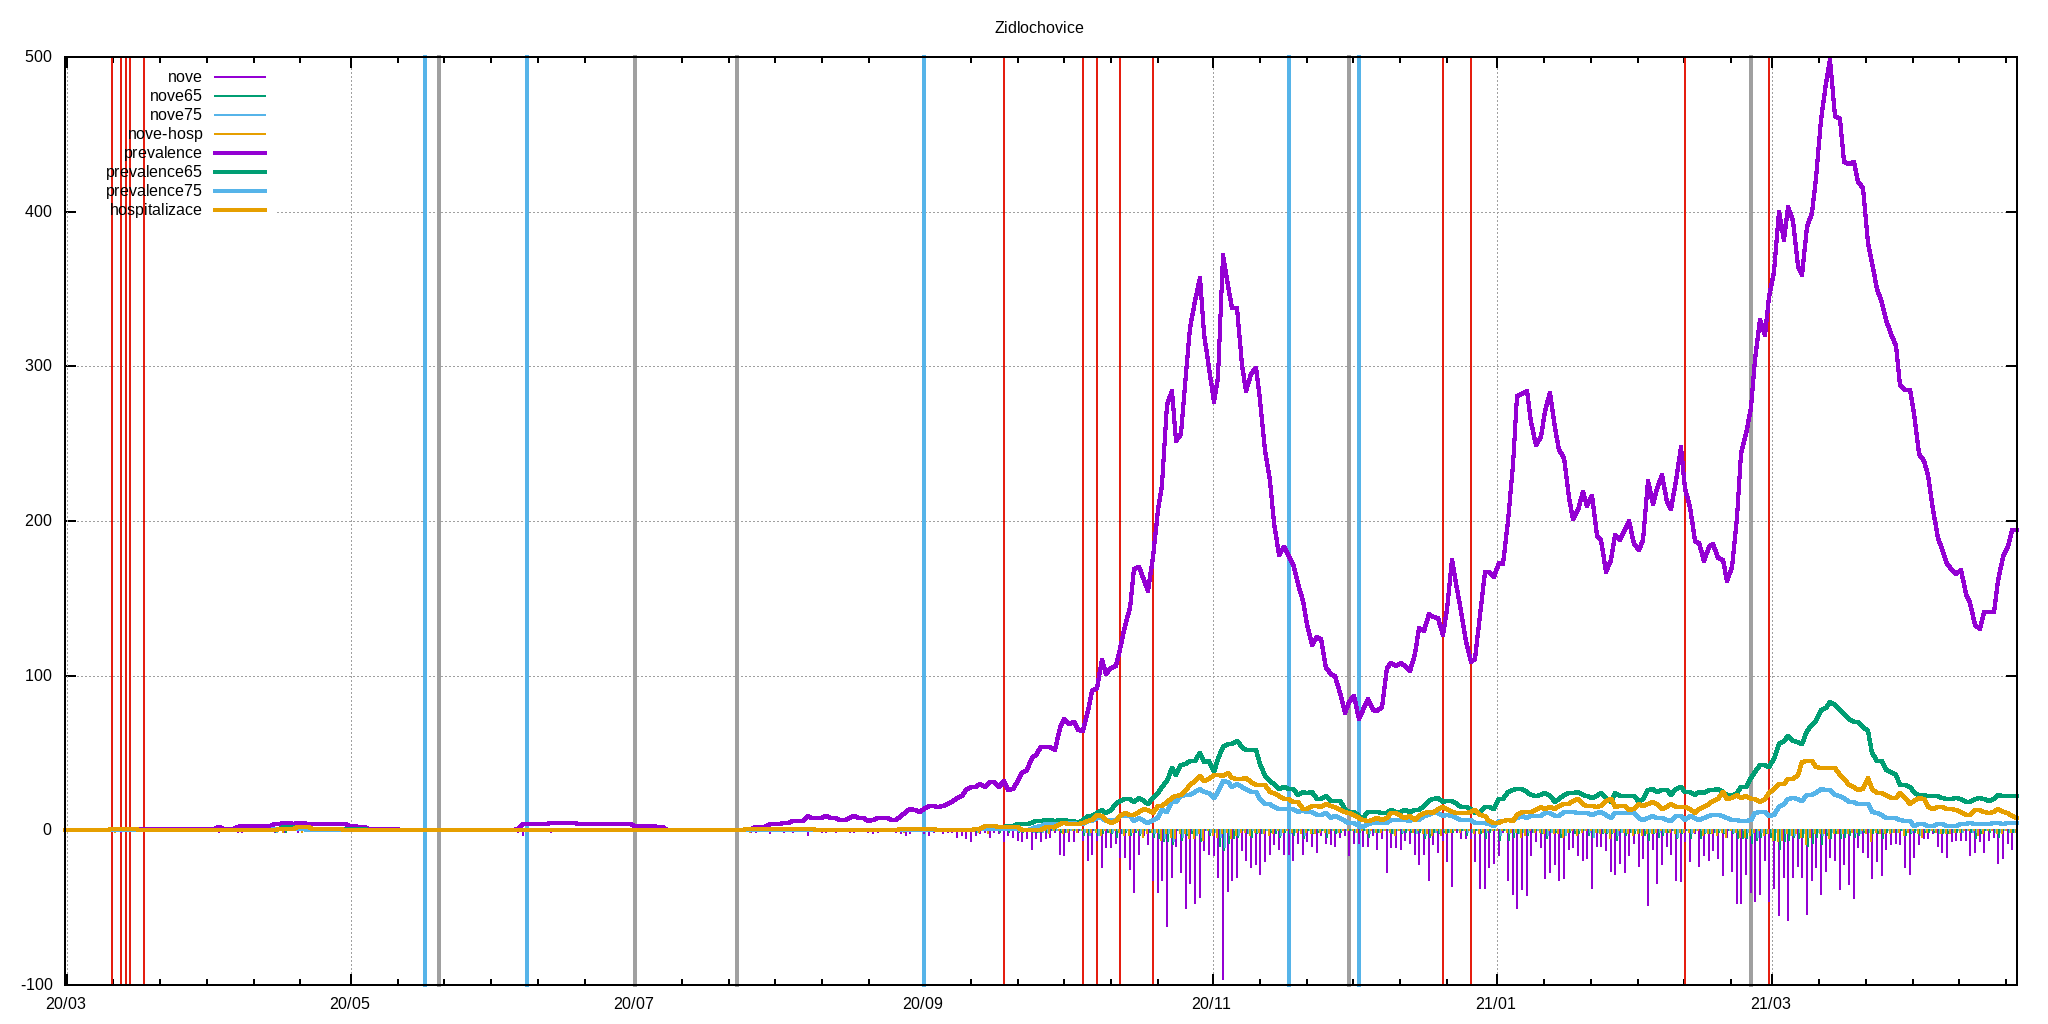 Zidlochovice
500
nove
nove65
nove75
nove-hosp
prevalence
prevalence65
prevalence75
hospitalizace
400
300
200
100
0
-100
20/03 20/05 20/07 20/09 20/11 21/01 21/03